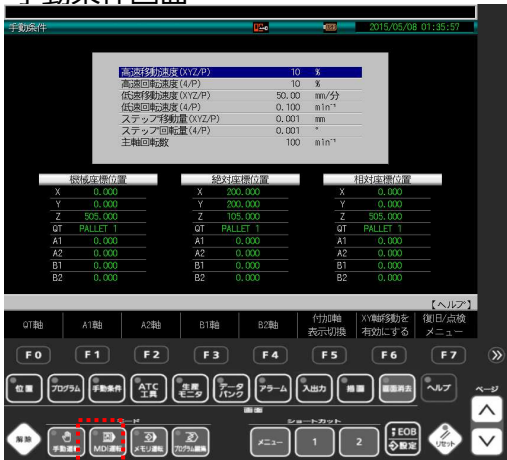 手動条件画面
手動条件 2015/05/08 01:35:57
高速移動速度(XYZ/P) 10 %
高速回転速度(4/P) 10 %
低速移動速度(XYZ/P) 50.00 mm/分
低速回転速度(4/P) 0.100 min⁻¹
ステップ移動量(XYZ/P) 0.001 mm
ステップ回転量(4/P) 0.001 °
主軸回転数 100 min⁻¹
機械座標位置 絶対座標位置 相対座標位置
X 0.000 X 200.000 X 0.000
Y 0.000 Y 200.000 Y 0.000
Z 505.000 Z 105.000 Z 505.000
QT PALLET 1 QT PALLET 1 QT PALLET 1
A1 0.000 A1 0.000 A1 0.000
A2 0.000 A2 0.000 A2 0.000
B1 0.000 B1 0.000 B1 0.000
B2 0.000 B2 0.000 B2 0.000
【ヘルプ】
QT軸 A1軸 A2軸 B1軸 B2軸 付加軸 XY軸移動を 復旧/点検
表示切換 有効にする メニュー
F0 F1 F2 F3 F4 F5 F6 F7
位置 プログラム 手動条件 ATC 生産 データ アラーム 入出力 画面消去 ヘルプ ページ
工具 モニタ バンク
画面
モード ショートカット
解除 手動運転 MDI運転 メモリ運転 プログラム編集 メニュー 1 2 ;EOB リセット
改定